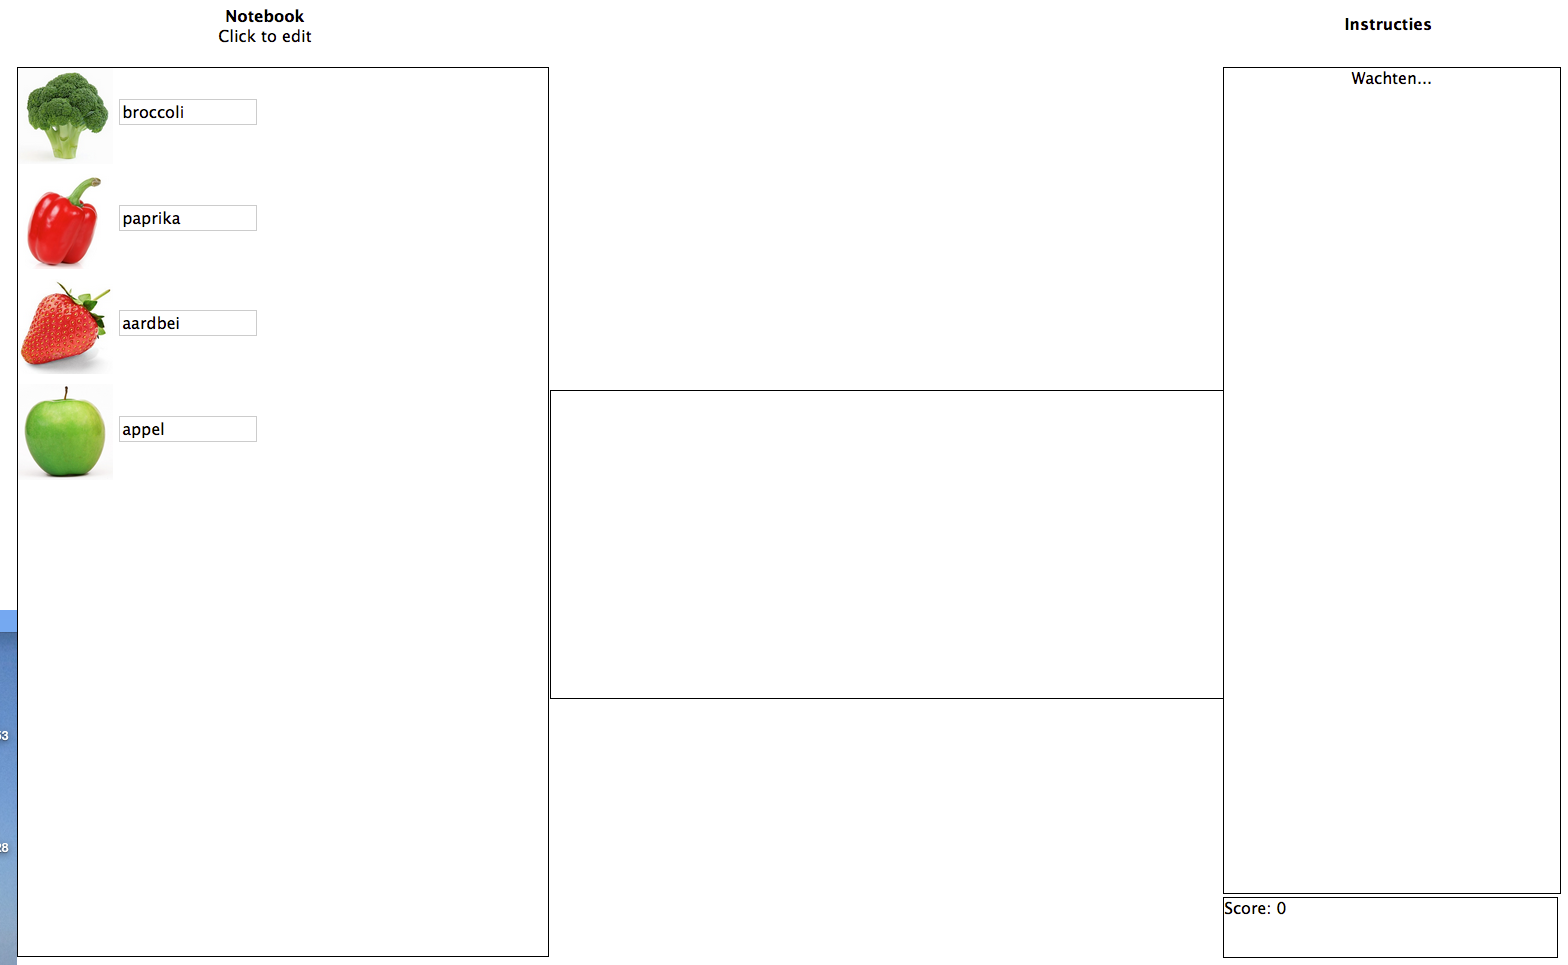 Notebook
Click to edit
Instructies
broccoli
paprika
aardbei
appel
Wachten...
Score: 0